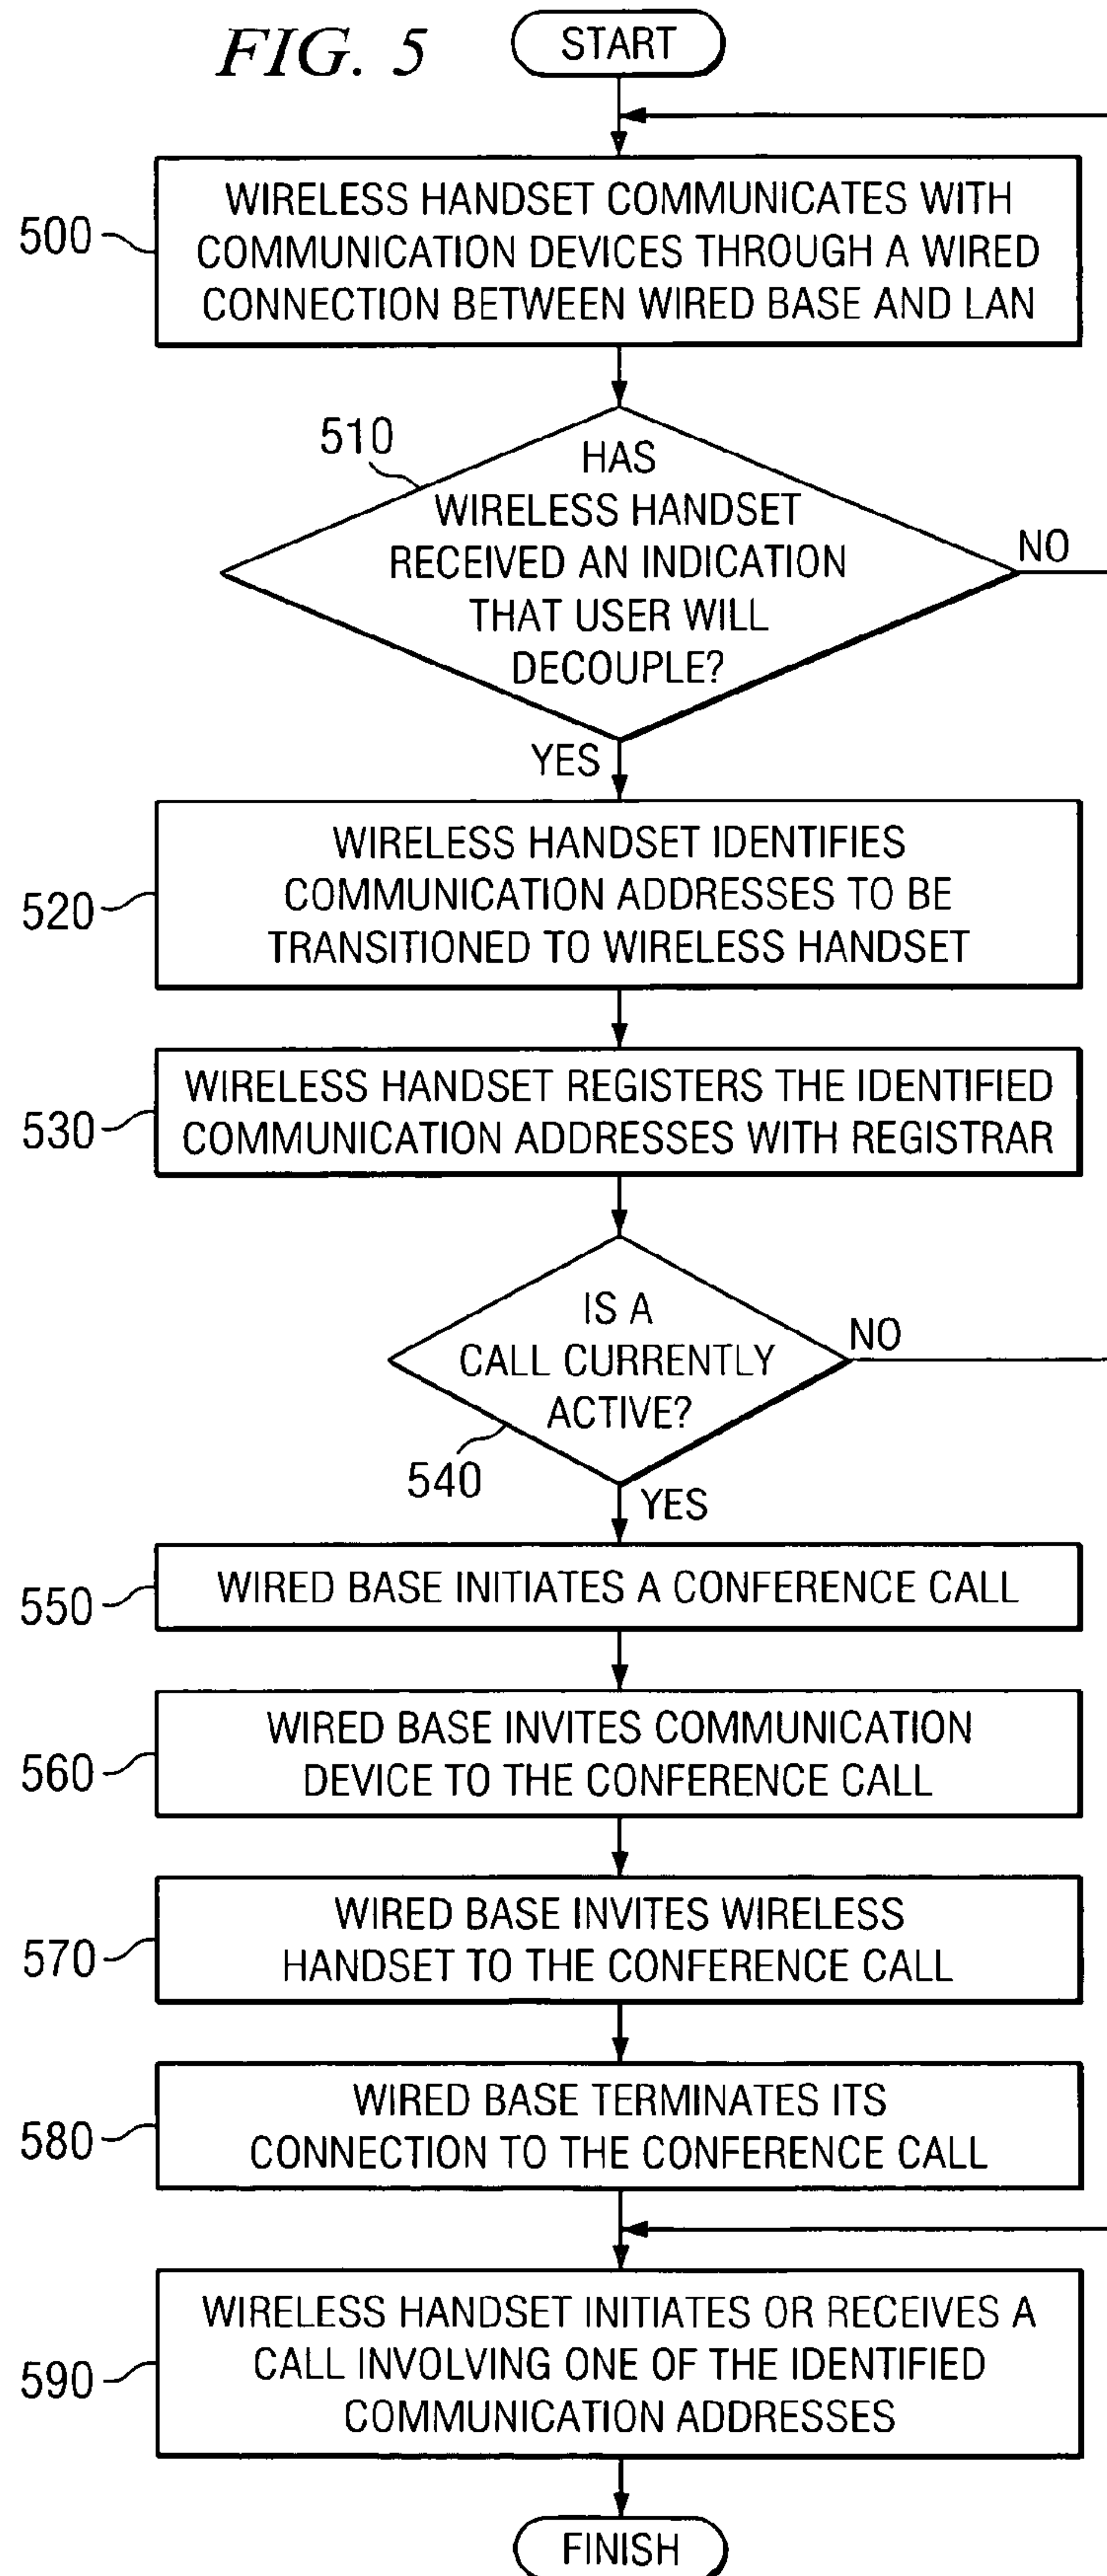 FIG. 5
START
500
WIRELESS HANDSET COMMUNICATES WITH
COMMUNICATION DEVICES THROUGH A WIRED
CONNECTION BETWEEN WIRED BASE AND LAN
510
HAS
WIRELESS HANDSET
RECEIVED AN INDICATION
THAT USER WILL
DECOUPLE?
NO
YES
520
WIRELESS HANDSET IDENTIFIES
COMMUNICATION ADDRESSES TO BE
TRANSITIONED TO WIRELESS HANDSET
530
WIRELESS HANDSET REGISTERS THE IDENTIFIED
COMMUNICATION ADDRESSES WITH REGISTRAR
IS A
CALL CURRENTLY
ACTIVE?
NO
540
YES
550
WIRED BASE INITIATES A CONFERENCE CALL
560
WIRED BASE INVITES COMMUNICATION
DEVICE TO THE CONFERENCE CALL
570
WIRED BASE INVITES WIRELESS
HANDSET TO THE CONFERENCE CALL
580
WIRED BASE TERMINATES ITS
CONNECTION TO THE CONFERENCE CALL
590
WIRELESS HANDSET INITIATES OR RECEIVES A
CALL INVOLVING ONE OF THE IDENTIFIED
COMMUNICATION ADDRESSES
FINISH